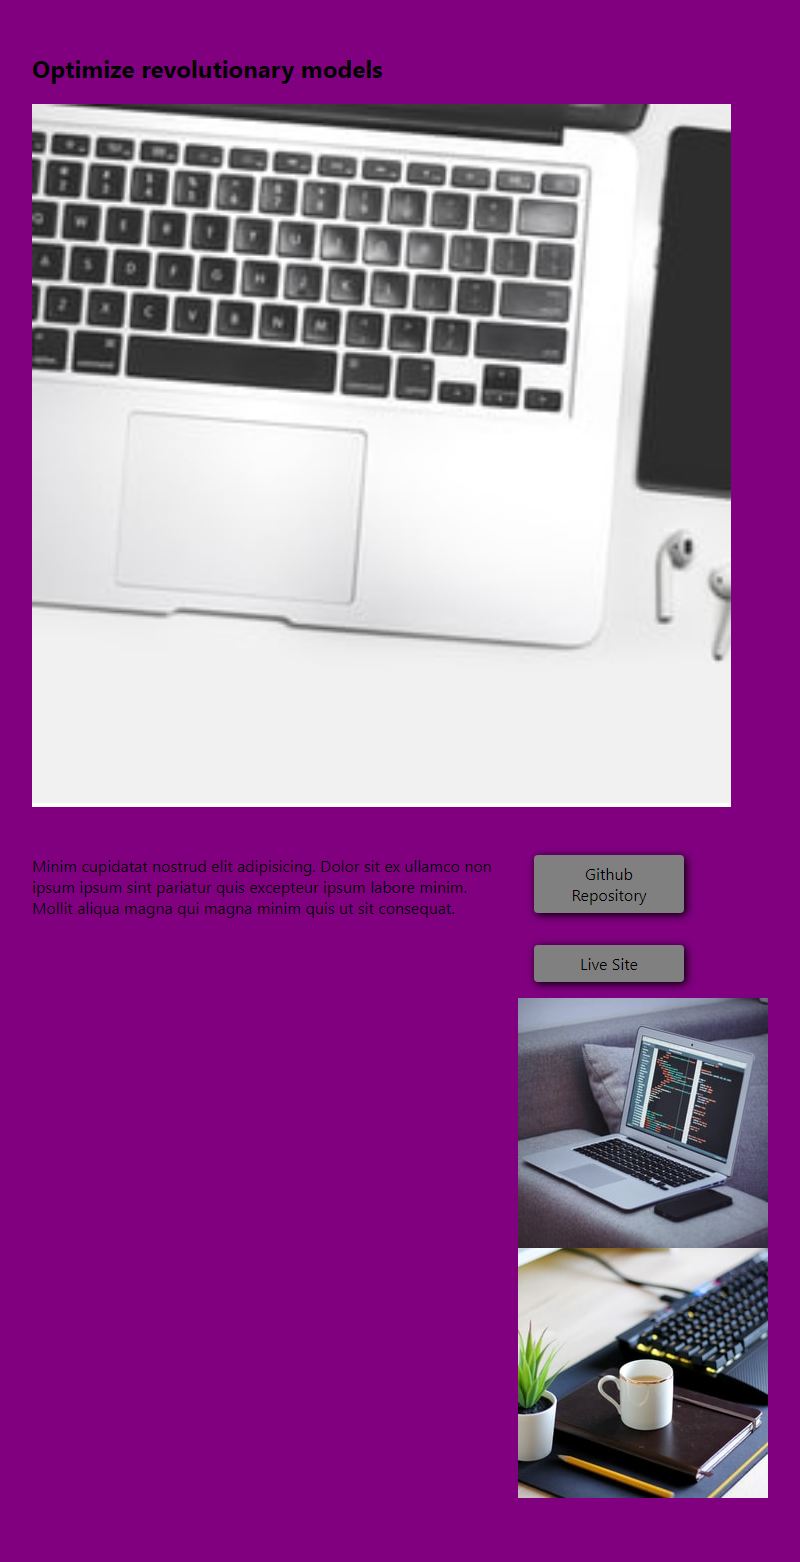 Optimize revolutionary models
Minim cupidatat nostrud elit adipisicing. Dolor sit ex ullamco non
ipsum ipsum sint pariatur quis excepteur ipsum labore minim.
Mollit aliqua magna qui magna minim quis ut sit consequat.
Github
Repository
Live Site